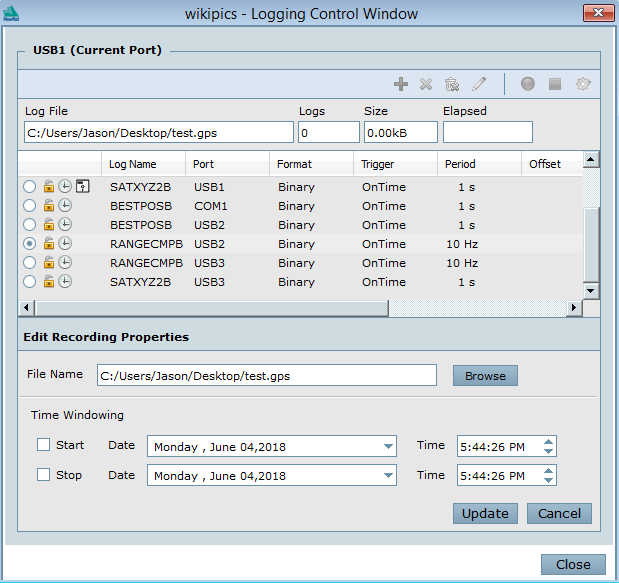 wikipics - Logging Control Window
USB1 (Current Port)
Log File Logs Size Elapsed
C:/Users/Jason/Desktop/test.gps 0 0.00kB
Log Name Port Format Trigger Period Offset
SATXYZ2B USB1 Binary OnTime 1 s
BESTPOSB COM1 Binary OnTime 1 s
BESTPOSB USB2 Binary OnTime 1 s
RANGECMPB USB2 Binary OnTime 10 Hz
RANGECMPB USB3 Binary OnTime 10 Hz
SATXYZ2B USB3 Binary OnTime 1 s
Edit Recording Properties
File Name C:/Users/Jason/Desktop/test.gps Browse
Time Windowing
Start Date Monday , June 04,2018 Time 5:44:26 PM
Stop Date Monday , June 04,2018 Time 5:44:26 PM
Update Cancel
Close